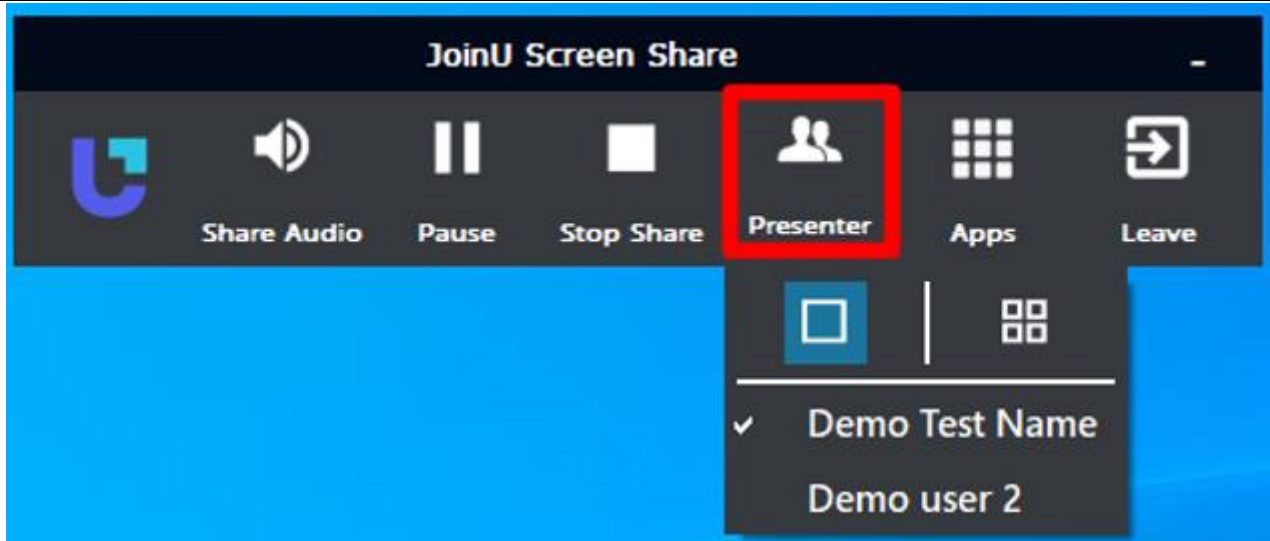 JoinU Screen Share
Share Audio Pause Stop Share Presenter Apps Leave
Demo Test Name
Demo user 2